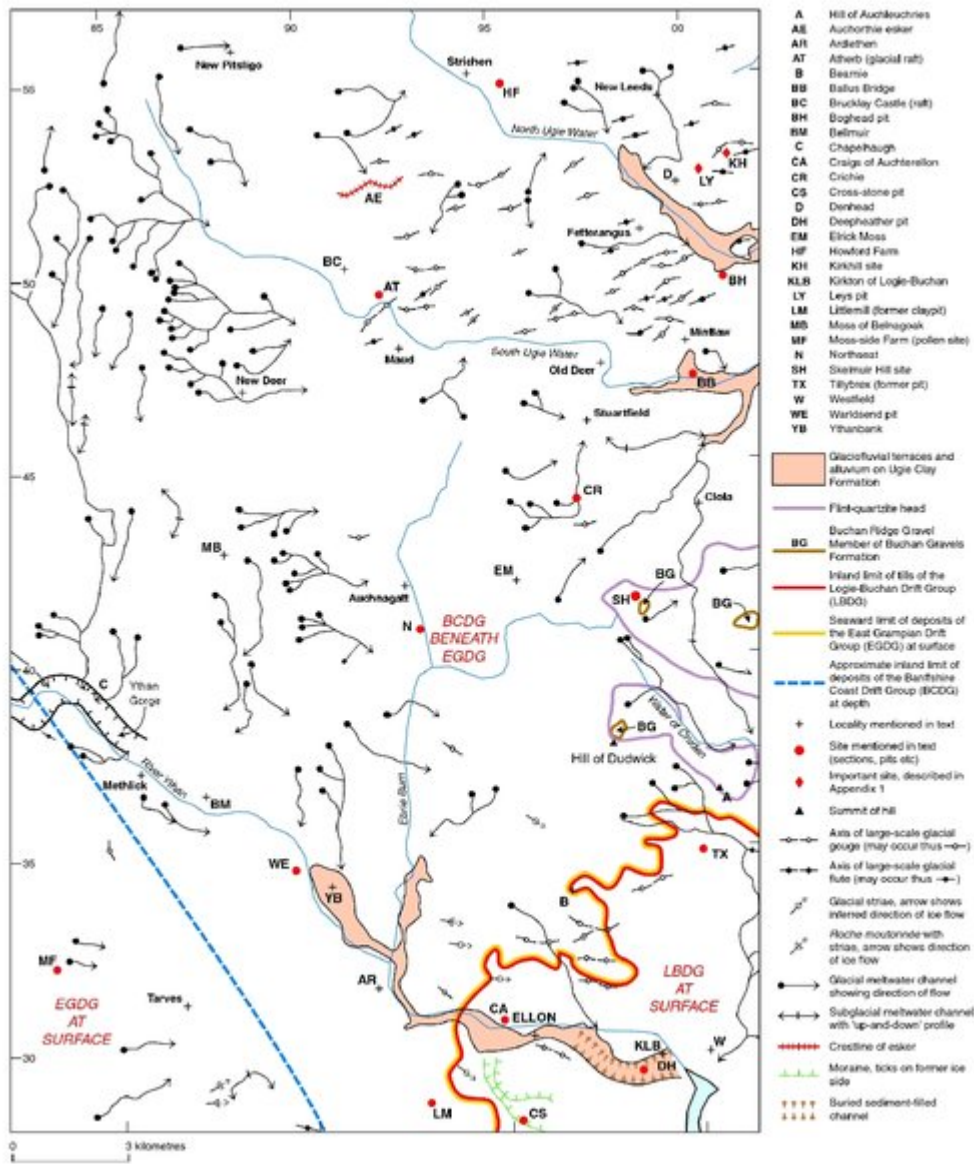 85
90
95
00
55
50
45
40
35
30
New Pitsligo
Strichen
HF
New Leeds
North Ugie Water
KH
LY
D
AE
Fetterangus
BC
AT
BH
Mintlaw
Maud
South Ugie Water
Old Deer
BB
New Deer
Stuartfield
CR
Clola
MB
EM
BG
Auchnagatt
SH
BG
N
BCDG
BENEATH
EGDG
C
Ythan
Gorge
BG
Water of Cruden
Hill of Dudwick
River Ythan
Methlick
BM
Ebrie Burn
A
TX
WE
YB
B
MF
AR
LBDG
AT
SURFACE
Tarves
EGDG
AT
SURFACE
CA
ELLON
KLB
W
DH
LM
CS
0 3 kilometres
A Hill of Auchleuchries
AE Auchorthie esker
AR Ardlethen
AT Atherb (glacial raft)
B Bearnie
BB Ballus Bridge
BC Brucklay Castle (raft)
BH Boghead pit
BM Bellmuir
C Chapelhaugh
CA Craigs of Auchterellon
CR Crichie
CS Cross-stone pit
D Denhead
DH Deepheather pit
EM Elrick Moss
HF Howford Farm
KH Kirkhill site
KLB Kirkton of Logie-Buchan
LY Leys pit
LM Littlemill (former claypit)
MB Moss of Belnagoak
MF Moss-side Farm (pollen site)
N Northseat
SH Skelmuir Hill site
TX Tillybrex (former pit)
W Westfield
WE Warldsend pit
YB Ythanbank
Glaciofluvial terraces and
alluvium on Ugie Clay
Formation
Flint-quartzite head
Buchan Ridge Gravel
BG Member of Buchan Gravels
Formation
Inland limit of tills of the
Logie-Buchan Drift Group
(LBDG)
Seaward limit of deposits of
the East Grampian Drift
Group (EGDG) at surface
Approximate inland limit of
deposits of the Banffshire
Coast Drift Group (BCDG)
at depth
Locality mentioned in text
Site mentioned in text
(sections, pits etc)
Important site, described in
Appendix 1
Summit of hill
Axis of large-scale glacial
gouge (may occur thus )
Axis of large-scale glacial
flute (may occur thus )
Glacial striae, arrow shows
inferred direction of ice flow
Roche moutonnée with
striae, arrow shows direction
of ice flow
Glacial meltwater channel
showing direction of flow
Subglacial meltwater channel
with 'up-and-down' profile
Crestline of esker
Moraine, ticks on former ice
side
Buried sediment-filled
channel